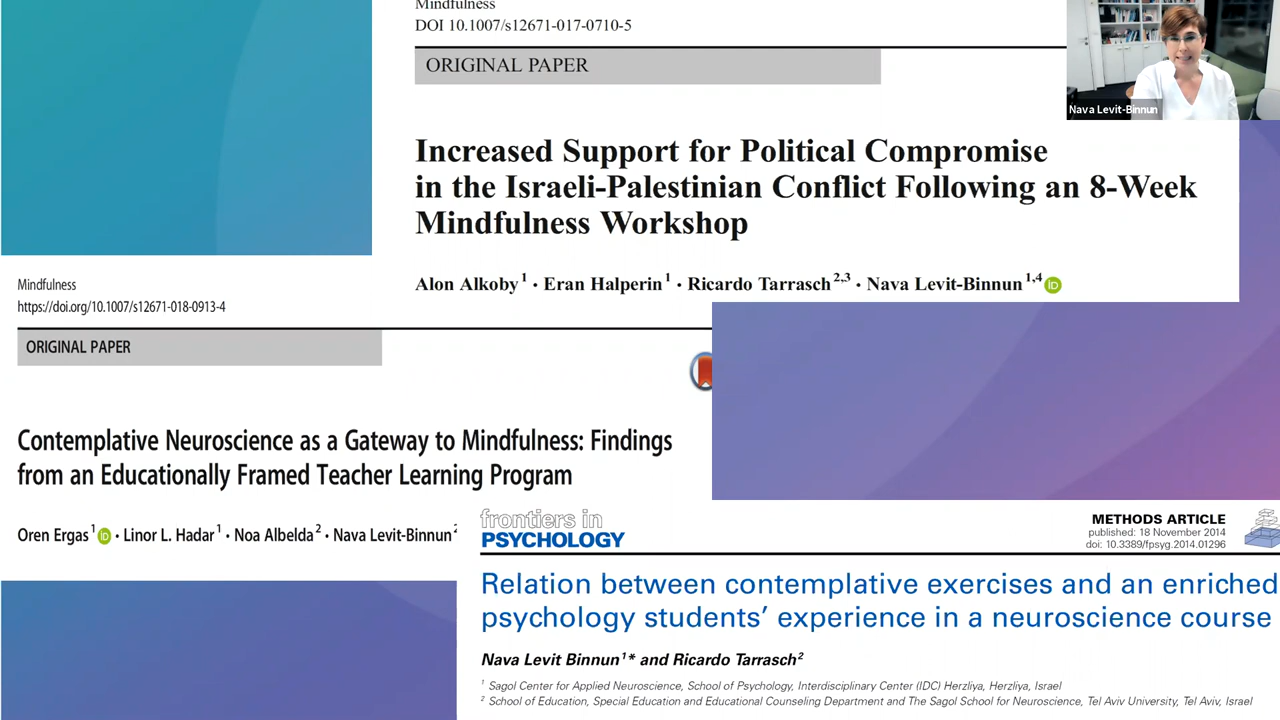 Mindfulness
DOI 10.1007/s12671-017-0710-5
ORIGINAL PAPER
Nava Levit-Binnun
Increased Support for Political Compromise
in the Israeli-Palestinian Conflict Following an 8-Week
Mindfulness Workshop
Alon Alkoby 1 · Eran Halperin 1 · Ricardo Tarrasch 2,3 · Nava Levit-Binnun 1,4 iD
Mindfulness
https://doi.org/10.1007/s12671-018-0913-4
ORIGINAL PAPER
Contemplative Neuroscience as a Gateway to Mindfulness: Findings
from an Educationally Framed Teacher Learning Program
Oren Ergas 1 iD · Linor L. Hadar 1 · Noa Albelda 2 · Nava Levit-Binnun 2
frontiers in
PSYCHOLOGY
METHODS ARTICLE
published: 18 November 2014
doi: 10.3389/fpsyg.2014.01296
Relation between contemplative exercises and an enriched
psychology students’ experience in a neuroscience course
Nava Levit Binnun 1* and Ricardo Tarrasch 2
1 Sagol Center for Applied Neuroscience, School of Psychology, Interdisciplinary Center (IDC) Herzliya, Herzliya, Israel
2 School of Education, Special Education and Educational Counseling Department and The Sagol School for Neuroscience, Tel Aviv University, Tel Aviv, Israel